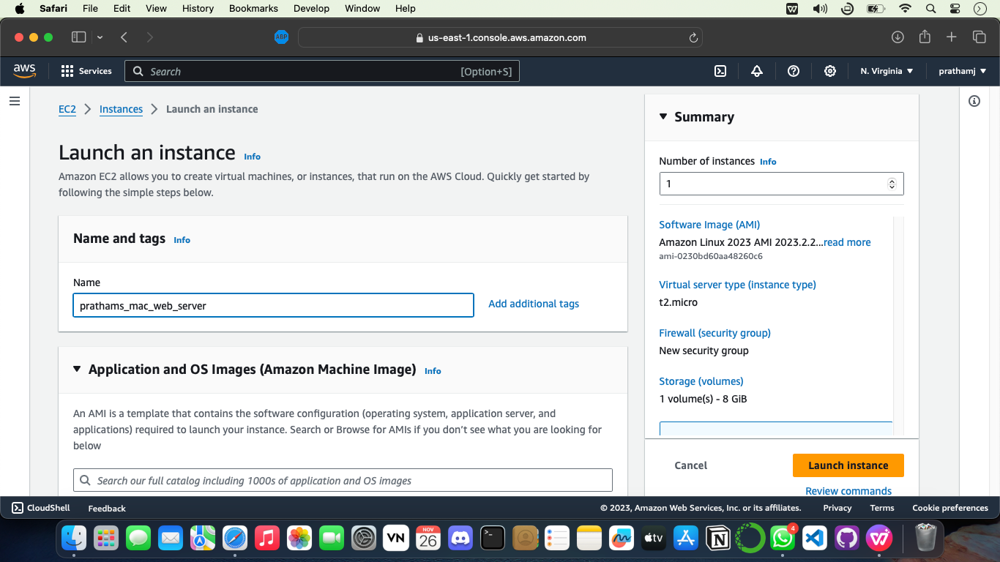 Safari File Edit View History Bookmarks Develop Window Help
ABP us-east-1.console.aws.amazon.com
aws Services Search [Option+S] N. Virginia prathamj
EC2 Instances Launch an instance
Launch an instance Info
Amazon EC2 allows you to create virtual machines, or instances, that run on the AWS Cloud. Quickly get started by
following the simple steps below.
Name and tags Info
Name
prathams_mac_web_server
Add additional tags
Application and OS Images (Amazon Machine Image) Info
An AMI is a template that contains the software configuration (operating system, application server, and
applications) required to launch your instance. Search or Browse for AMIs if you don’t see what you are looking for
below
Search our full catalog including 1000s of application and OS images
Summary
Number of instances Info
1
Software Image (AMI)
Amazon Linux 2023 AMI 2023.2.2...read more
ami-0230bd60aa48260c6
Virtual server type (instance type)
t2.micro
Firewall (security group)
New security group
Storage (volumes)
1 volume(s) - 8 GiB
Cancel Launch instance
Review commands
CloudShell Feedback © 2023, Amazon Web Services, Inc. or its affiliates. Privacy Terms Cookie preferences
VN NOV 26 tv 4